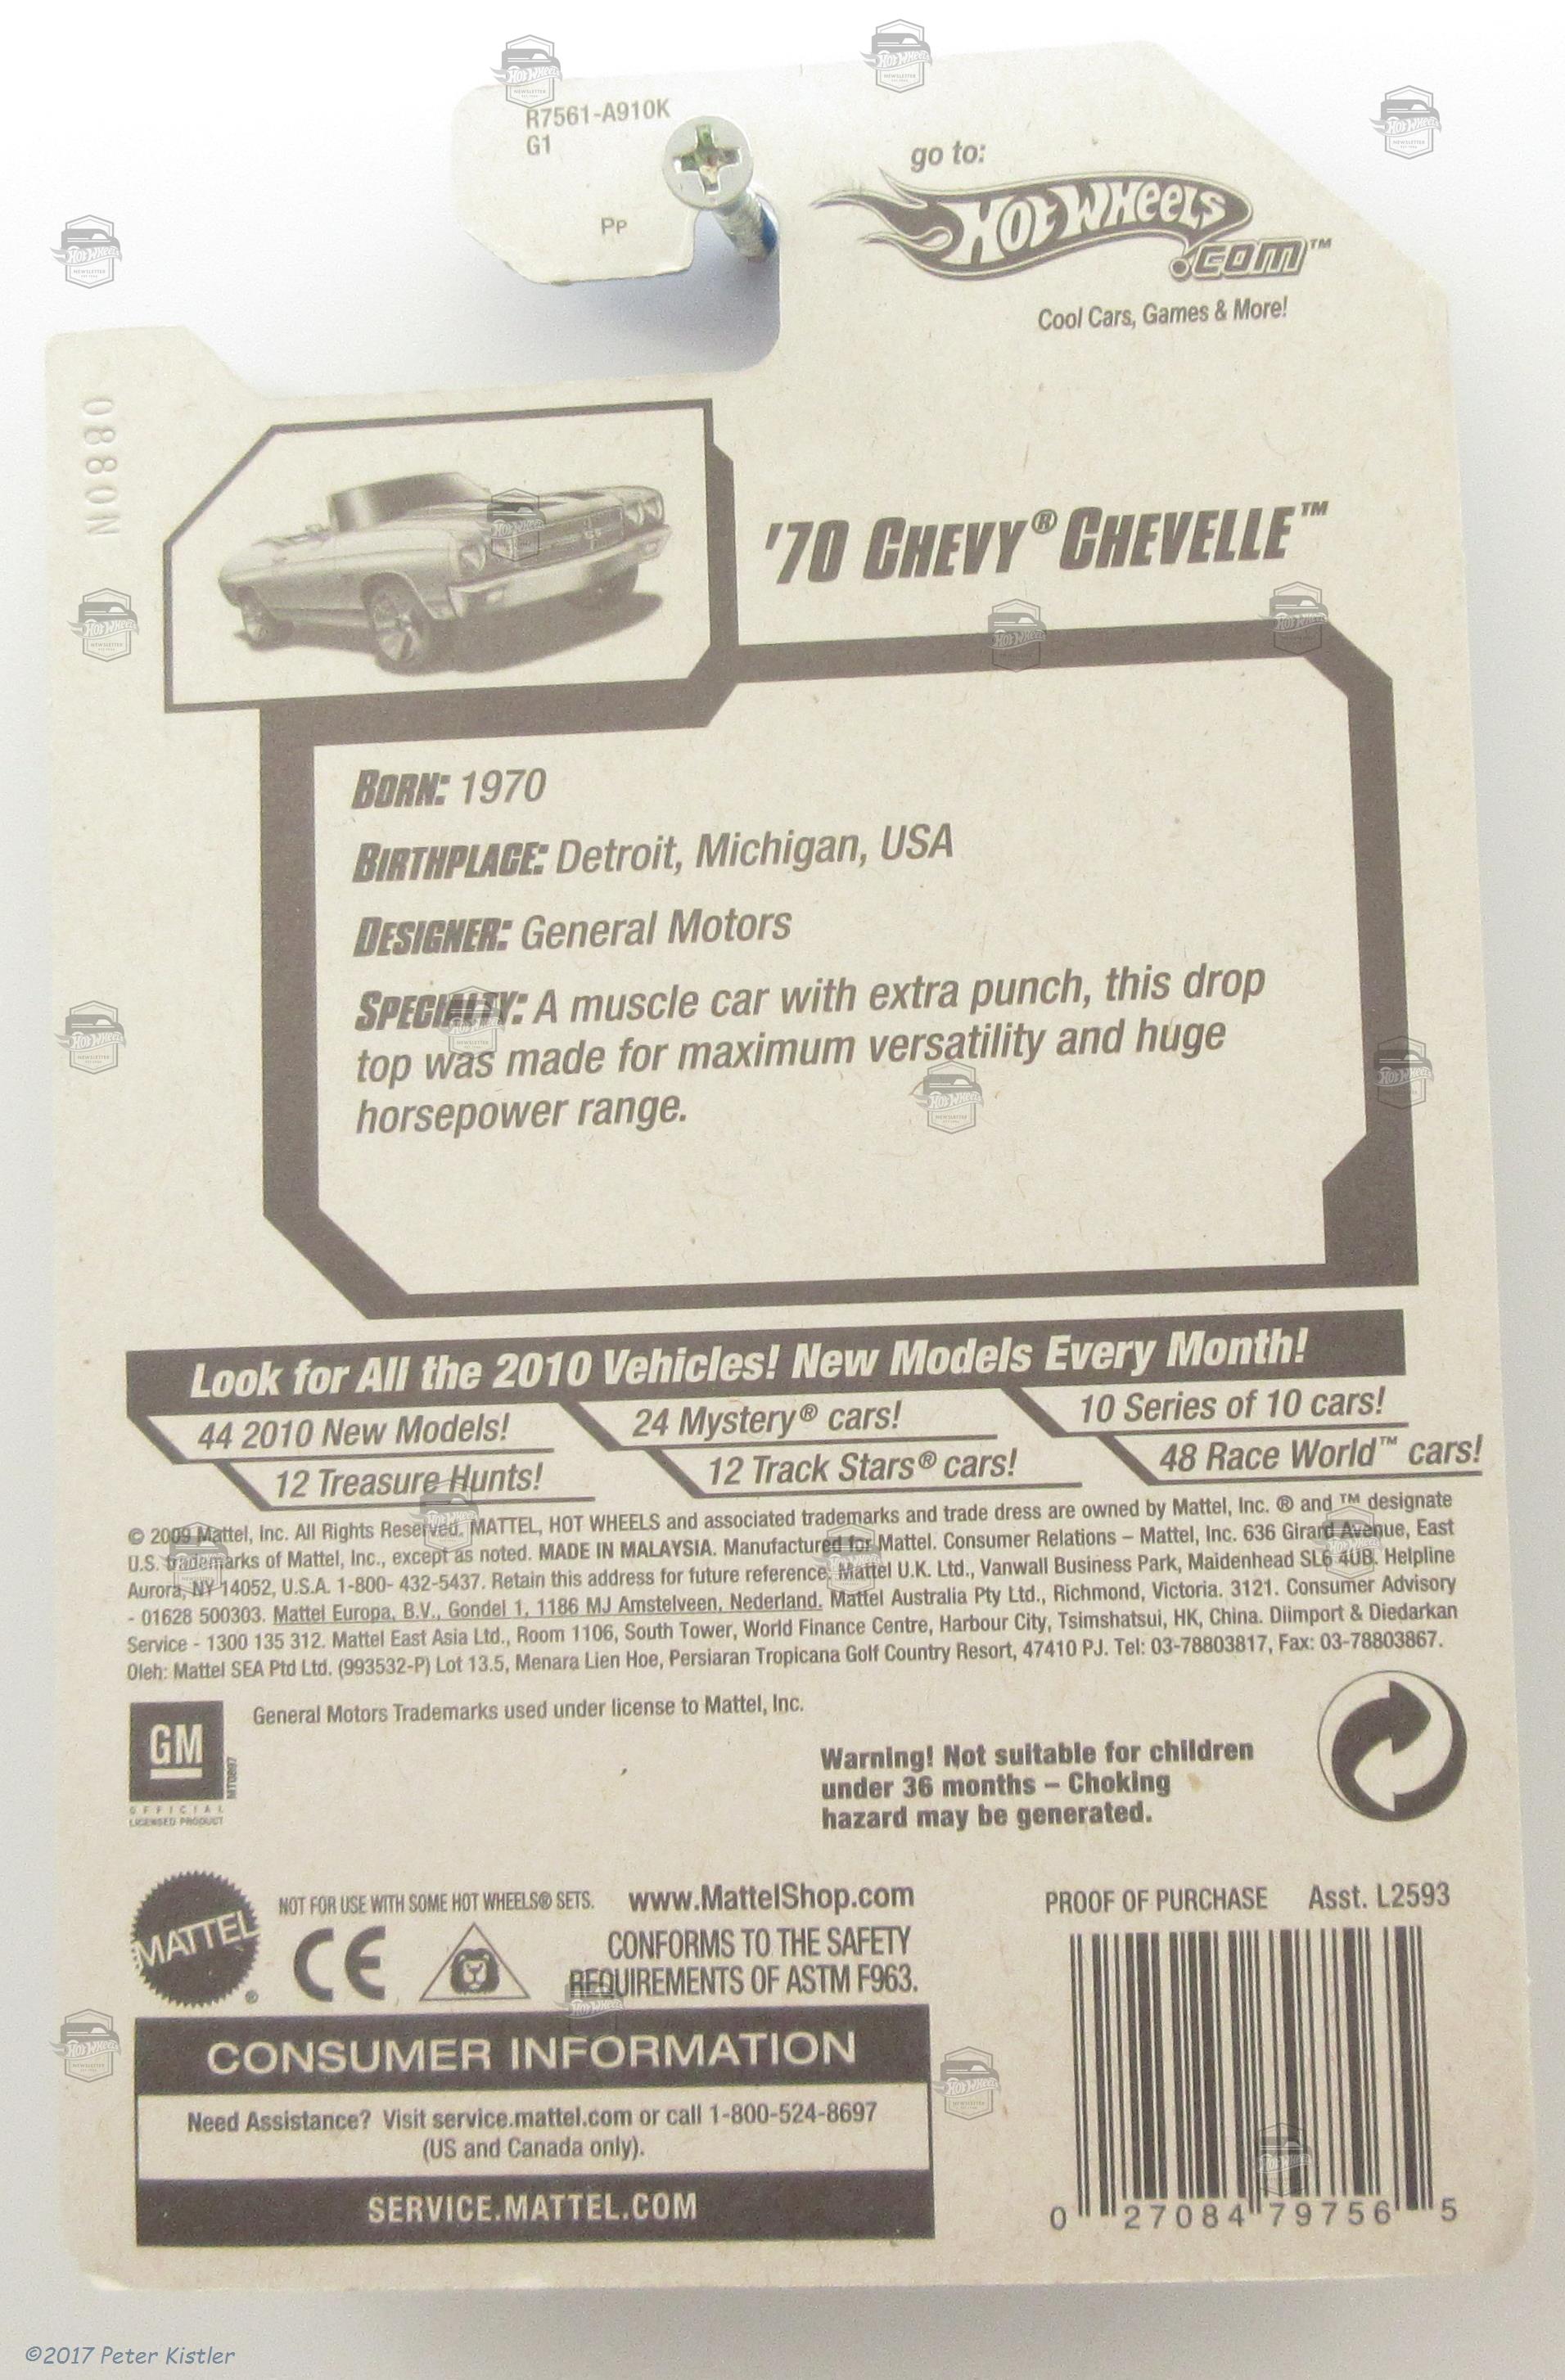 R7561-A910K
G1
Pp
go to:
Hot Wheels
.com™
Cool Cars, Games & More!
0880N
'70 CHEVY® CHEVELLE™
BORN: 1970
BIRTHPLACE: Detroit, Michigan, USA
DESIGNER: General Motors
SPECIALTY: A muscle car with extra punch, this drop
top was made for maximum versatility and huge
horsepower range.
Look for All the 2010 Vehicles! New Models Every Month!
44 2010 New Models!
24 Mystery® cars!
10 Series of 10 cars!
12 Treasure Hunts!
12 Track Stars® cars!
48 Race World™ cars!
© 2009 Mattel, Inc. All Rights Reserved. MATTEL, HOT WHEELS and associated trademarks and trade dress are owned by Mattel, Inc. ® and ™ designate
U.S. trademarks of Mattel, Inc., except as noted. MADE IN MALAYSIA. Manufactured for Mattel. Consumer Relations – Mattel, Inc. 636 Girard Avenue, East
Aurora, NY 14052, U.S.A. 1-800- 432-5437. Retain this address for future reference. Mattel U.K. Ltd., Vanwall Business Park, Maidenhead SL6 4UB. Helpline
- 01628 500303. Mattel Europa, B.V., Gondel 1, 1186 MJ Amstelveen, Nederland. Mattel Australia Pty Ltd., Richmond, Victoria. 3121. Consumer Advisory
Service - 1300 135 312. Mattel East Asia Ltd., Room 1106, South Tower, World Finance Centre, Harbour City, Tsimshatsui, HK, China. Diimport & Diedarkan
Oleh: Mattel SEA Ptd Ltd. (993532-P) Lot 13.5, Menara Lien Hoe, Persiaran Tropicana Golf Country Resort, 47410 PJ. Tel: 03-78803817, Fax: 03-78803867.
GM
MT0897
OFFICIAL
LICENSED PRODUCT
General Motors Trademarks used under license to Mattel, Inc.
Warning! Not suitable for children
under 36 months – Choking
hazard may be generated.
MATTEL®
NOT FOR USE WITH SOME HOT WHEELS® SETS.
www.MattelShop.com
CE
CONFORMS TO THE SAFETY
REQUIREMENTS OF ASTM F963.
PROOF OF PURCHASE Asst. L2593
CONSUMER INFORMATION
Need Assistance? Visit service.mattel.com or call 1-800-524-8697
(US and Canada only).
SERVICE.MATTEL.COM
0 27084 79756 5
©2017 Peter Kistler